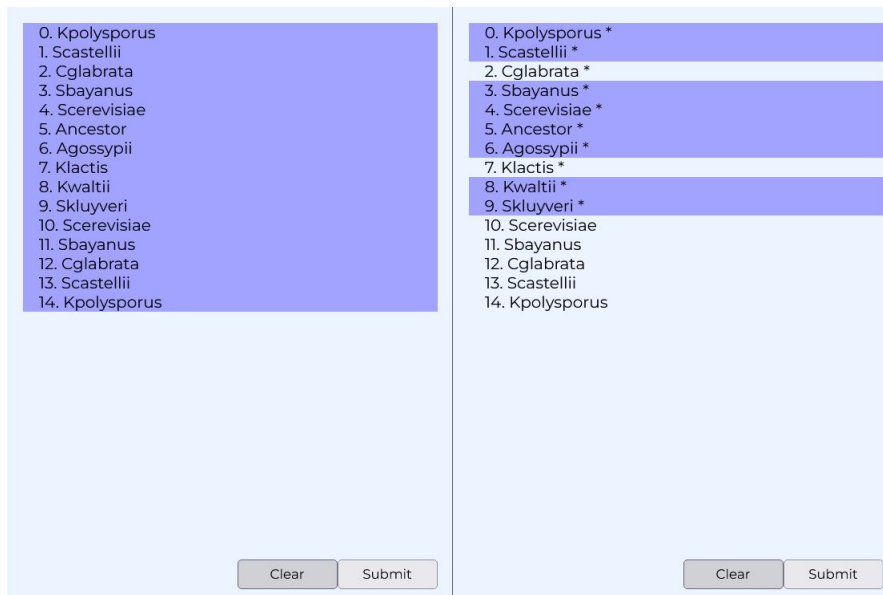 0. Kpolysporus
1. Scastellii
2. Cglabrata
3. Sbayanus
4. Scerevisiae
5. Ancestor
6. Agossypii
7. Klactis
8. Kwaltii
9. Skluyveri
10. Scerevisiae
11. Sbayanus
12. Cglabrata
13. Scastellii
14. Kpolysporus
Clear
Submit
0. Kpolysporus *
1. Scastellii *
2. Cglabrata *
3. Sbayanus *
4. Scerevisiae *
5. Ancestor *
6. Agossypii *
7. Klactis *
8. Kwaltii *
9. Skluyveri *
10. Scerevisiae
11. Sbayanus
12. Cglabrata
13. Scastellii
14. Kpolysporus
Clear
Submit